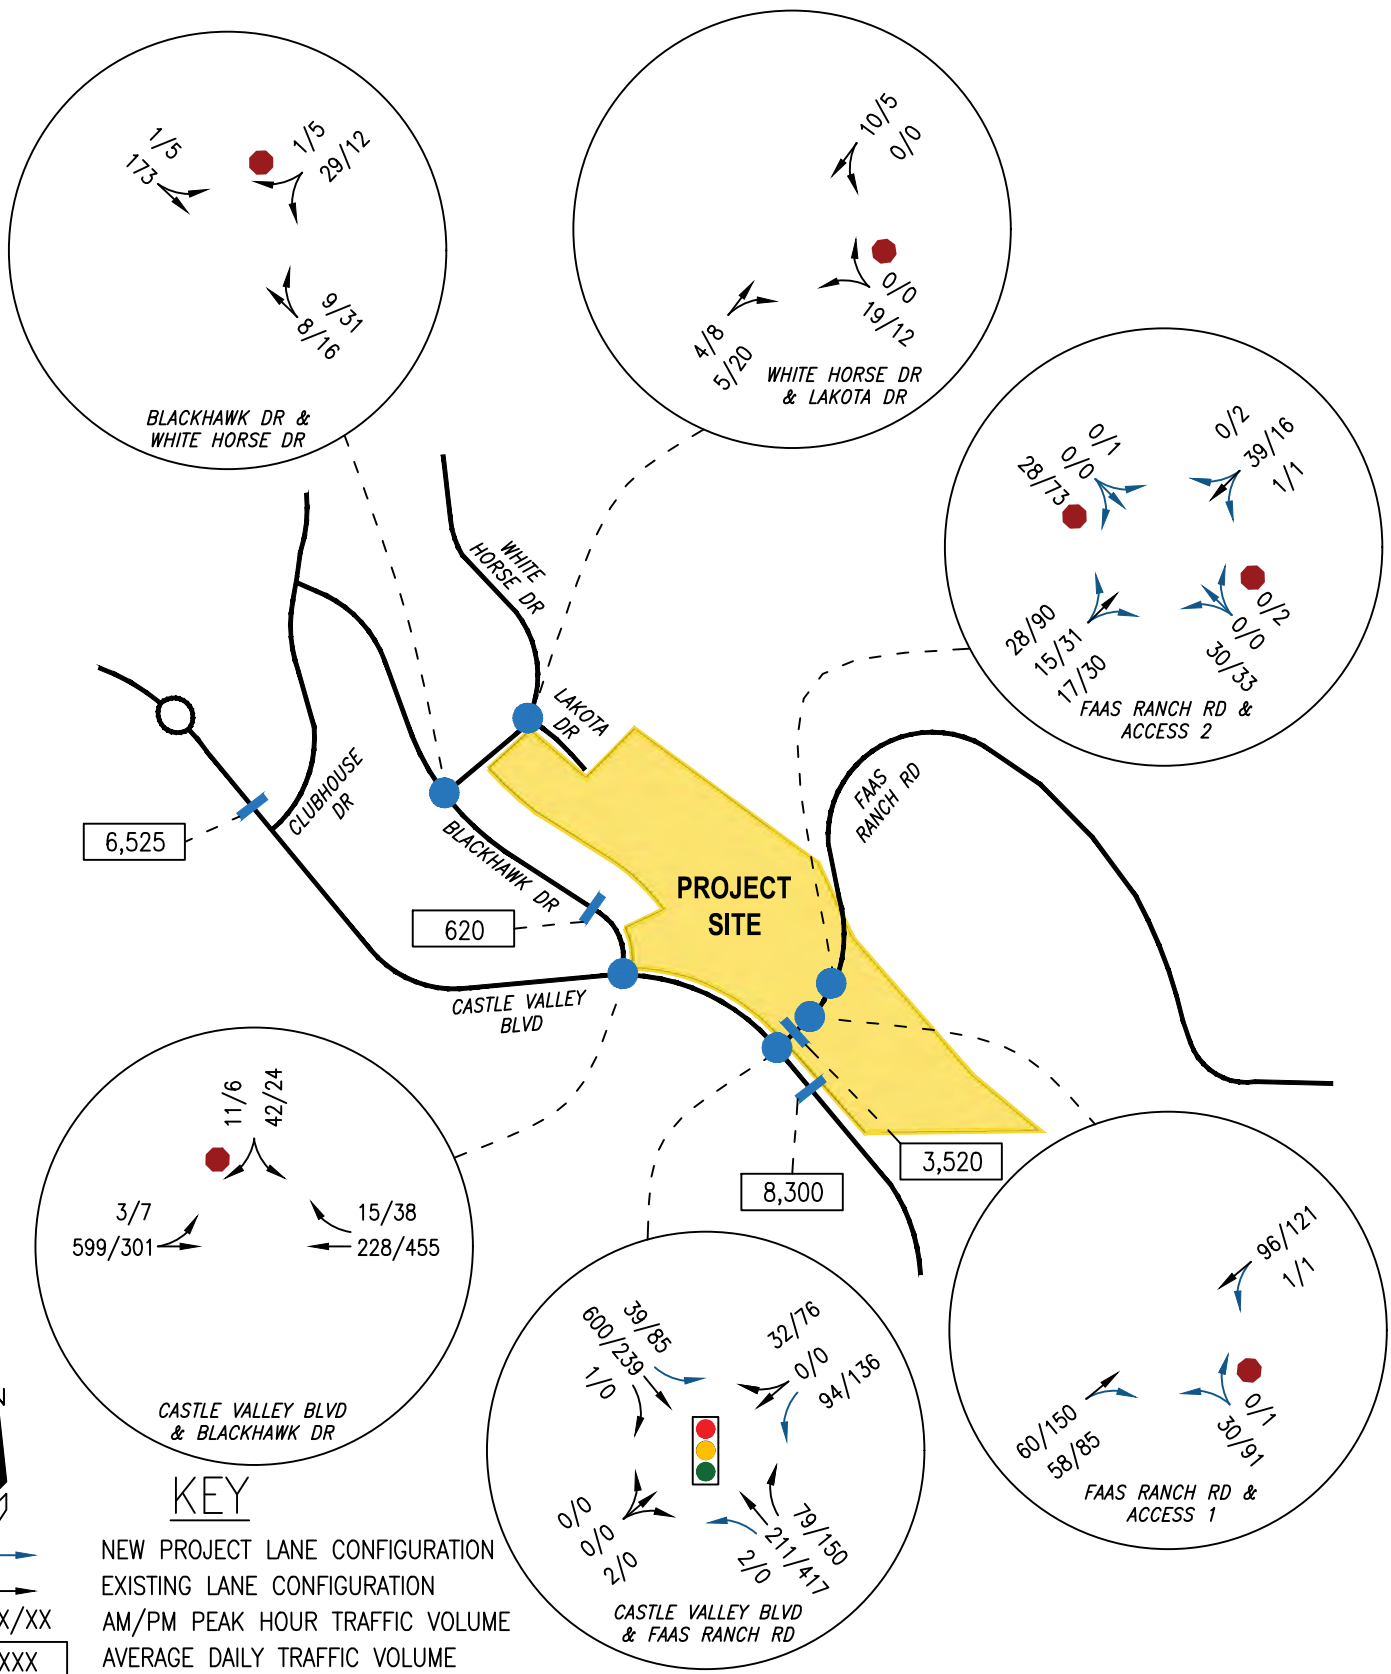 1/5
173
1/5
29/12
9/31
8/16
BLACKHAWK DR &
WHITE HORSE DR
10/5
0/0
0/0
19/12
4/8
5/20
WHITE HORSE DR
& LAKOTA DR
0/1
0/0
28/73
0/2
39/16
1/1
28/90
15/31
17/30
0/2
0/0
30/33
FAAS RANCH RD &
ACCESS 2
WHITE
HORSE DR
LAKOTA
DR
CLUBHOUSE
DR
6,525
BLACKHAWK DR
620
PROJECT
SITE
FAAS
RANCH RD
CASTLE VALLEY
BLVD
3,520
8,300
11/6
42/24
3/7
599/301
15/38
228/455
CASTLE VALLEY BLVD
& BLACKHAWK DR
39/85
600/239
1/0
32/76
0/0
94/136
0/0
0/0
2/0
79/150
211/417
2/0
CASTLE VALLEY BLVD
& FAAS RANCH RD
96/121
1/1
60/150
58/85
0/1
30/91
FAAS RANCH RD &
ACCESS 1
N
KEY
NEW PROJECT LANE CONFIGURATION
EXISTING LANE CONFIGURATION
X/XX AM/PM PEAK HOUR TRAFFIC VOLUME
XXX AVERAGE DAILY TRAFFIC VOLUME